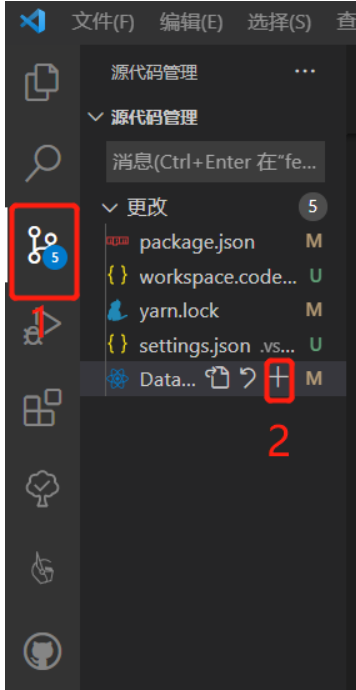 文件(F) 编辑(E) 选择(S) 查
源代码管理 ···
源代码管理
消息(Ctrl+Enter 在"fe...
更改 5
package.json M
workspace.code... U
yarn.lock M
settings.json .vs... U
Data... M
5
1
2